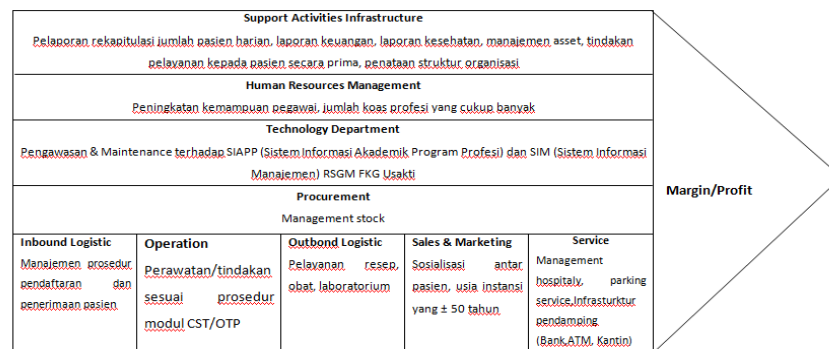 Support Activities Infrastructure
Pelaporan rekapitulasi jumlah pasien harian, laporan keuangan, laporan kesehatan, manajemen asset, tindakan
pelayanan kepada pasien secara prima, penataan struktur organisasi
Human Resources Management
Peningkatan kemampuan pegawai, jumlah koas profesi yang cukup banyak
Technology Department
Pengawasan & Maintenance terhadap SIAPP (Sistem Informasi Akademik Program Profesi) dan SIM (Sistem Informasi
Manajemen) RSGM FKG Usakti
Procurement
Management stock
Margin/Profit
Inbound Logistic
Manajemen prosedur
pendaftaran dan
penerimaan pasien
Operation
Perawatan/tindakan
sesuai prosedur
modul CST/OTP
Outbond Logistic
Pelayanan resep,
obat, laboratorium
Sales & Marketing
Sosialisasi antar
pasien, usia instansi
yang ± 50 tahun
Service
Management
hospitaly, parking
service,Infrasturktur
pendamping
(Bank,ATM, Kantin)